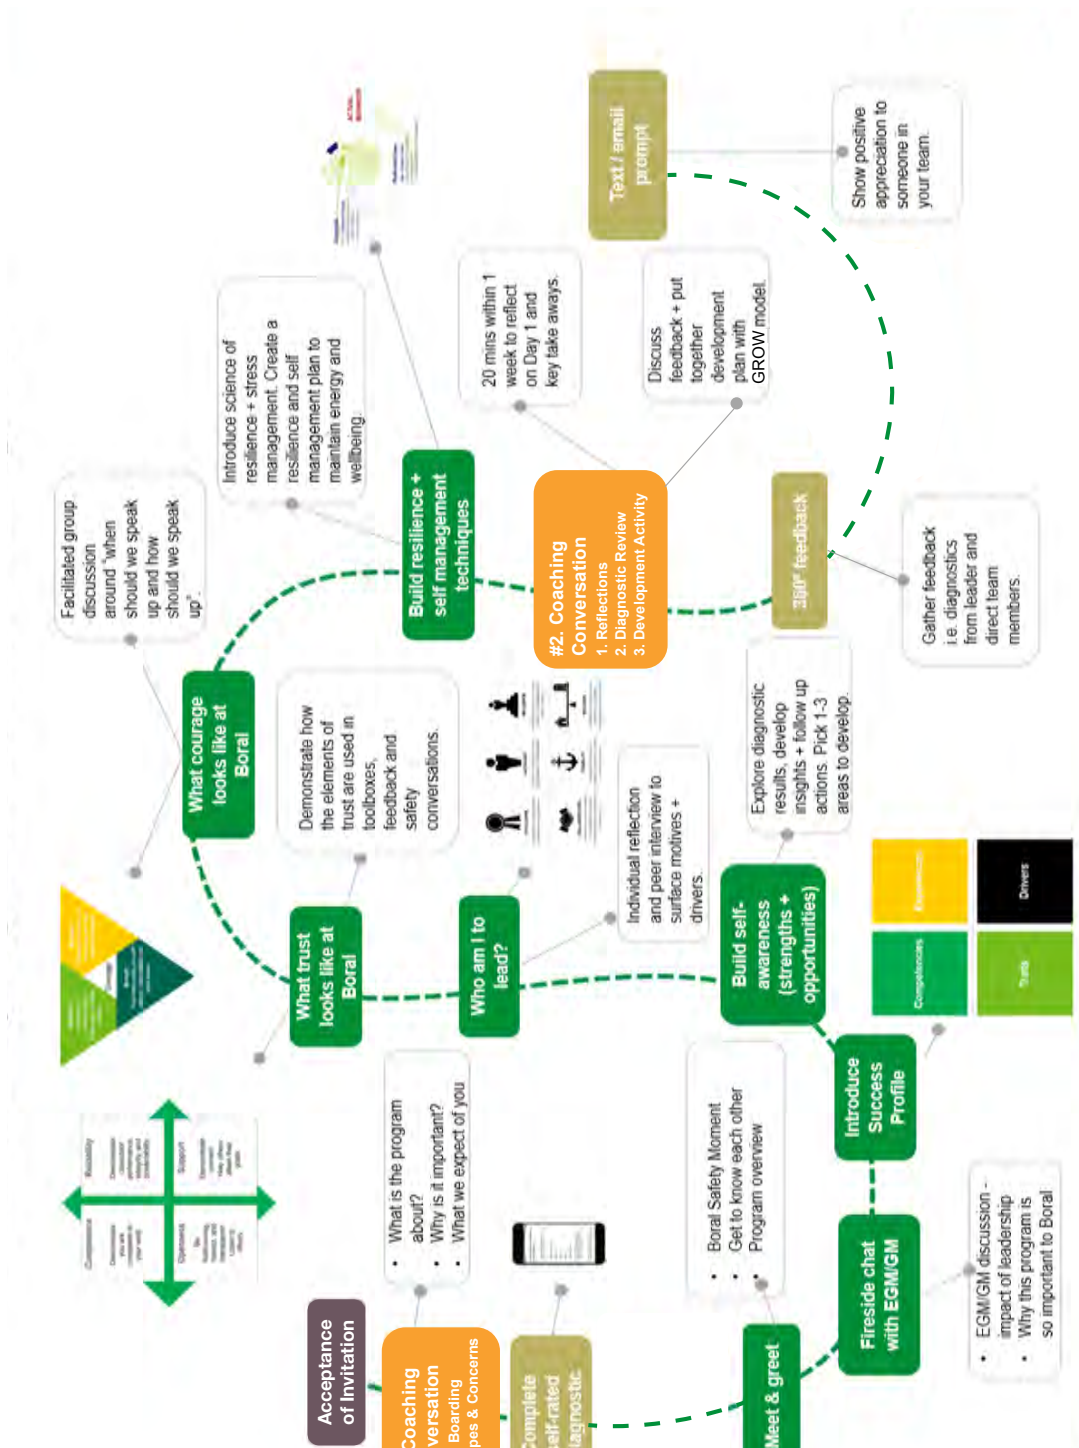 Acceptance
of Invitation
Coaching
versation
Boarding
pes & Concerns
• What is the program
about?
• Why is it important?
• What we expect of you
Complete
self-rated
diagnostic
Meet & greet
• Boral Safety Moment
• Get to know each other
• Program overview
Fireside chat
with EGM/GM
• EGM/GM discussion -
impact of leadership
• Why this program is
so important to Boral
Introduce
Success
Profile
Competencies
Experiences
Traits
Drivers
Build self-
awareness
(strengths +
opportunities)
Explore diagnostic
results, develop
insights + follow up
actions. Pick 1-3
areas to develop.
Who am I to
lead?
Individual reflection
and peer interview to
surface motives +
drivers.
What trust
looks like at
Boral
Demonstrate how
the elements of
trust are used in
toolboxes,
feedback and
safety
conversations.
Competence
Reliability
Openness
Support
What courage
looks like at
Boral
Facilitated group
discussion
around "when
should we speak
up and how
should we speak
up".
Build resilience +
self management
techniques
Introduce science of
resilience + stress
management. Create a
resilience and self
management plan to
maintain energy and
wellbeing.
#2. Coaching
Conversation
1. Reflections
2. Diagnostic Review
3. Development Activity
20 mins within 1
week to reflect
on Day 1 and
key take aways.
Discuss
feedback + put
together
development
plan with
GROW model.
360° feedback
Gather feedback
i.e. diagnostics
from leader and
direct team
members.
Text / email
prompt
Show positive
appreciation to
someone in
your team.